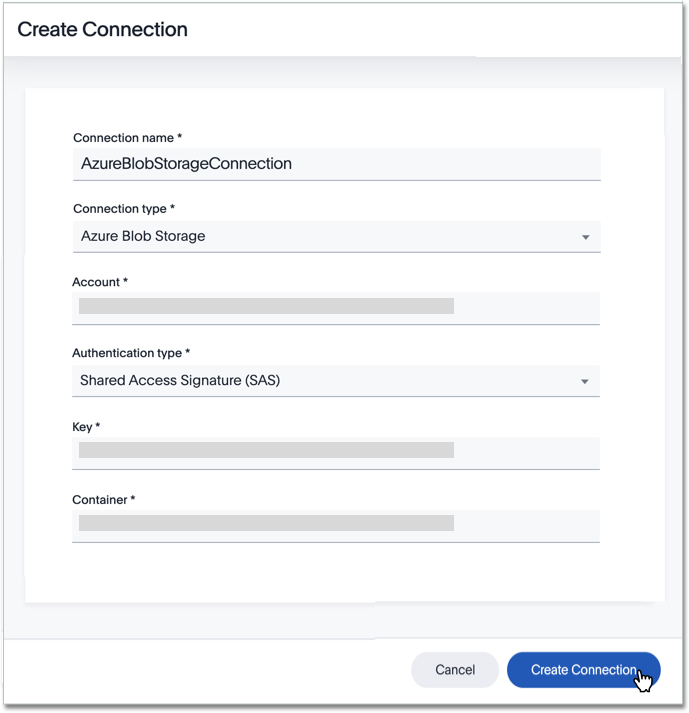 Create Connection
Connection name *
AzureBlobStorageConnection
Connection type *
Azure Blob Storage
Account *
Authentication type *
Shared Access Signature (SAS)
Key *
Container *
Cancel
Create Connection